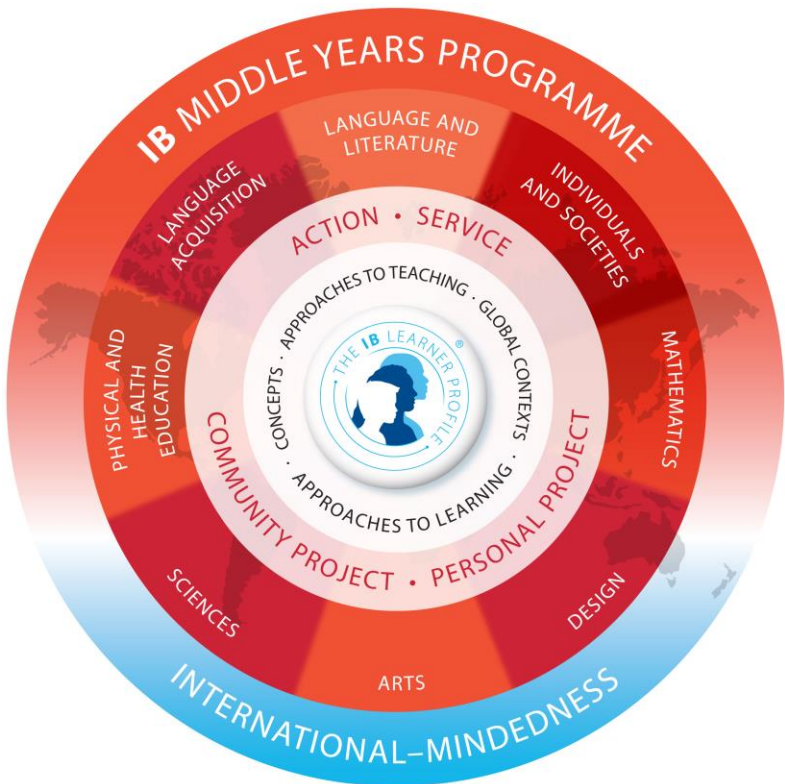 IB MIDDLE YEARS PROGRAMME
LANGUAGE AND
LITERATURE
INDIVIDUALS
AND SOCIETIES
MATHEMATICS
DESIGN
ARTS
SCIENCES
PHYSICAL AND
HEALTH
EDUCATION
LANGUAGE
ACQUISITION
ACTION • SERVICE
COMMUNITY PROJECT • PERSONAL PROJECT
CONCEPTS · APPROACHES TO TEACHING · GLOBAL CONTEXTS ·
· APPROACHES TO LEARNING
THE IB LEARNER PROFILE ®
INTERNATIONAL–MINDEDNESS